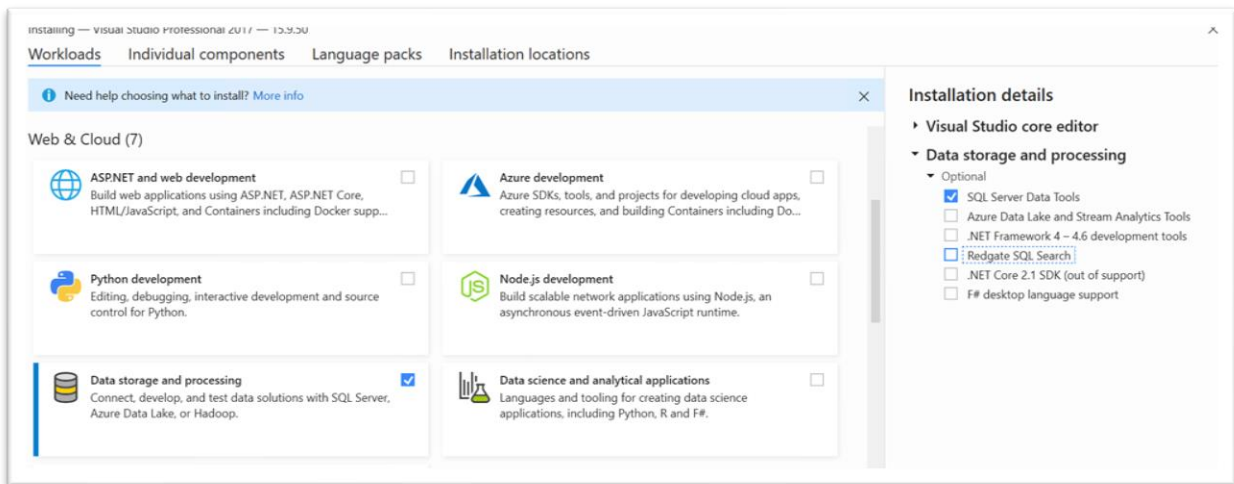 Installing — Visual Studio Professional 2017 — 15.9.50
Workloads
Individual components
Language packs
Installation locations
Need help choosing what to install? More info
Web & Cloud (7)
ASP.NET and web development
Build web applications using ASP.NET, ASP.NET Core,
HTML/JavaScript, and Containers including Docker supp...
Azure development
Azure SDKs, tools, and projects for developing cloud apps,
creating resources, and building Containers including Do...
Python development
Editing, debugging, interactive development and source
control for Python.
Node.js development
Build scalable network applications using Node.js, an
asynchronous event-driven JavaScript runtime.
Data storage and processing
Connect, develop, and test data solutions with SQL Server,
Azure Data Lake, or Hadoop.
Data science and analytical applications
Languages and tooling for creating data science
applications, including Python, R and F#.
Installation details
Visual Studio core editor
Data storage and processing
Optional
SQL Server Data Tools
Azure Data Lake and Stream Analytics Tools
.NET Framework 4 – 4.6 development tools
Redgate SQL Search
.NET Core 2.1 SDK (out of support)
F# desktop language support